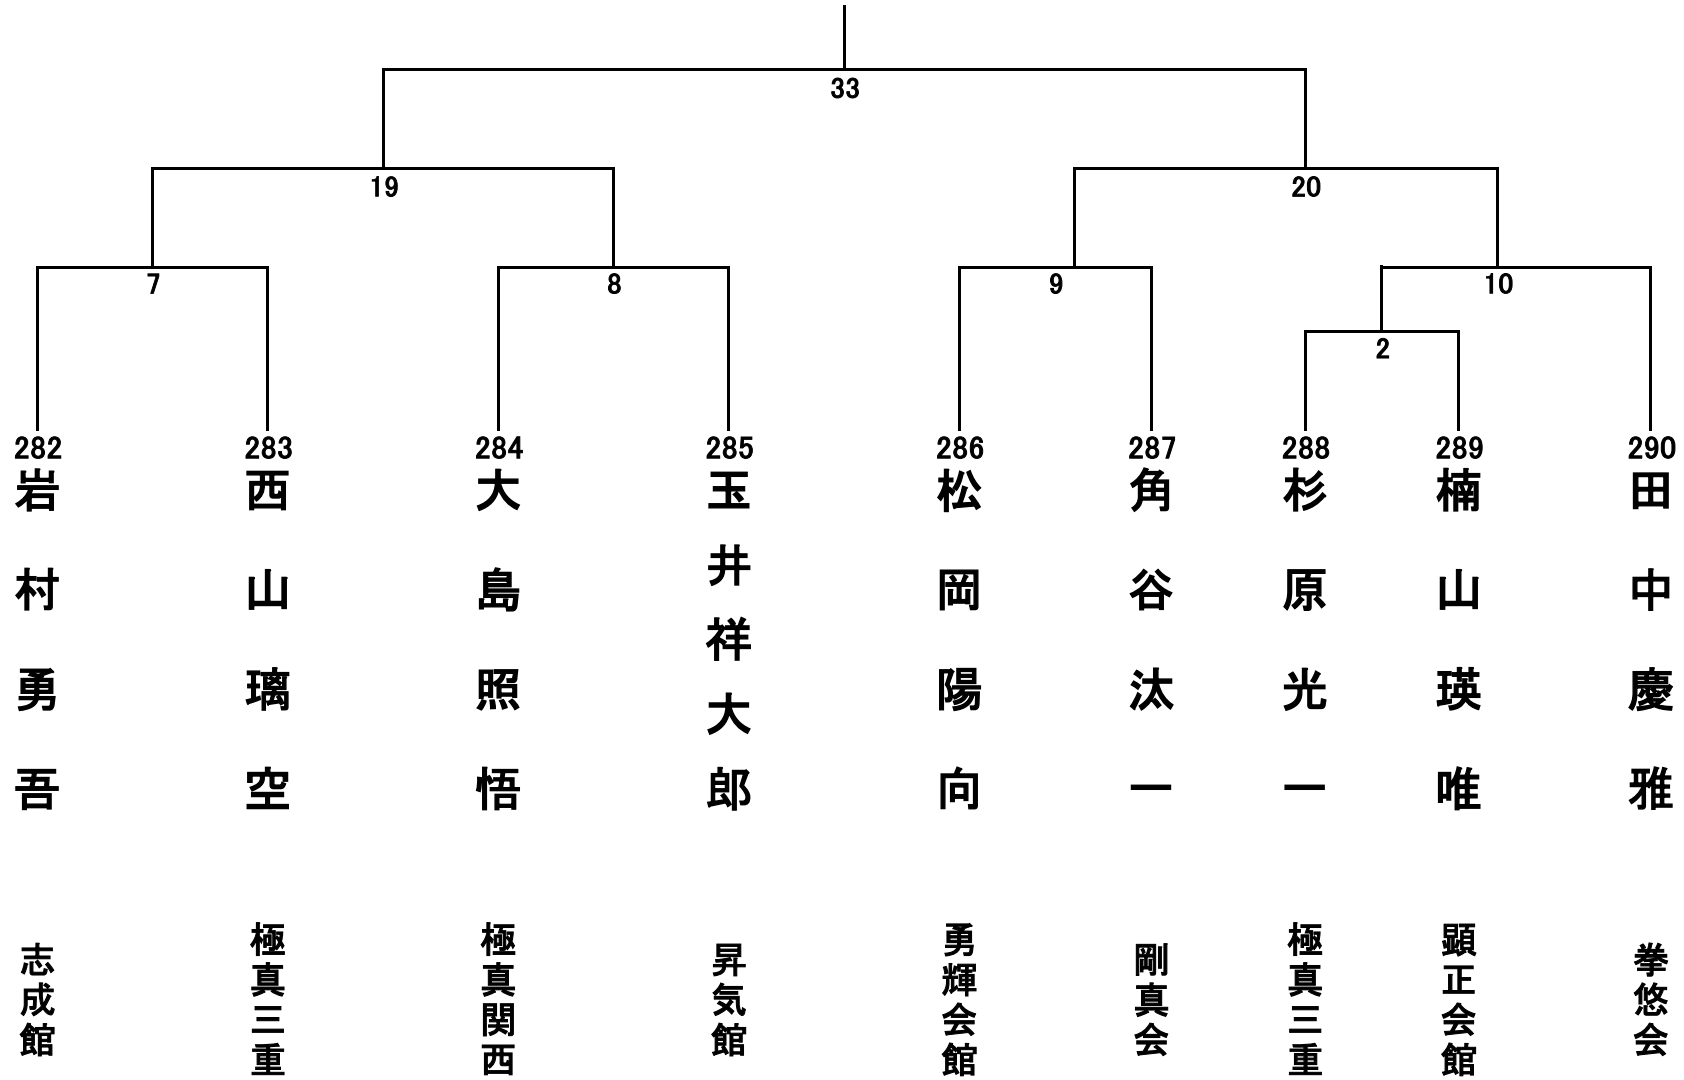 33
19
20
7
8
9
10
2
282
岩村勇吾
志成館
283
西山璃空
極真三重
284
大島照悟
極真関西
285
玉井祥大郎
昇気館
286
松岡陽向
勇輝会館
287
角谷汰一
剛真会
288
杉原光一
極真三重
289
楠山瑛唯
顕正会館
290
田中慶雅
拳悠会